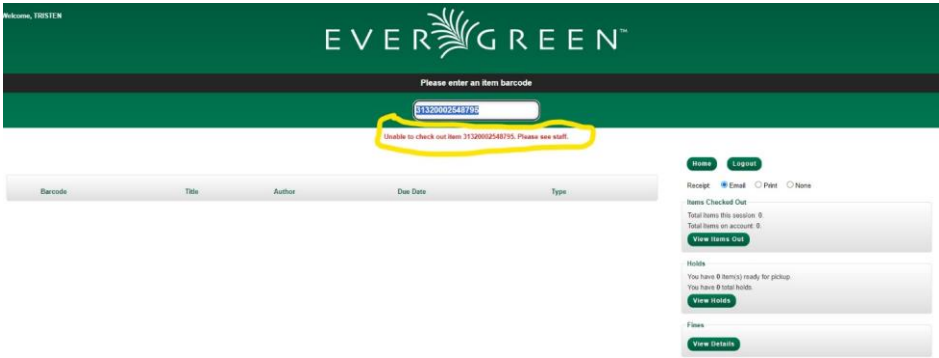 Welcome, TRISTEN
EVERGREEN™
Please enter an item barcode
31320002548795
Unable to check out item 31320002548795. Please see staff.
Home Logout
Receipt: Email Print None
Barcode Title Author Due Date Type
Items Checked Out
Total items this session: 0.
Total items on account: 0.
View Items Out
Holds
You have 0 item(s) ready for pickup.
You have 0 total holds.
View Holds
Fines
View Details